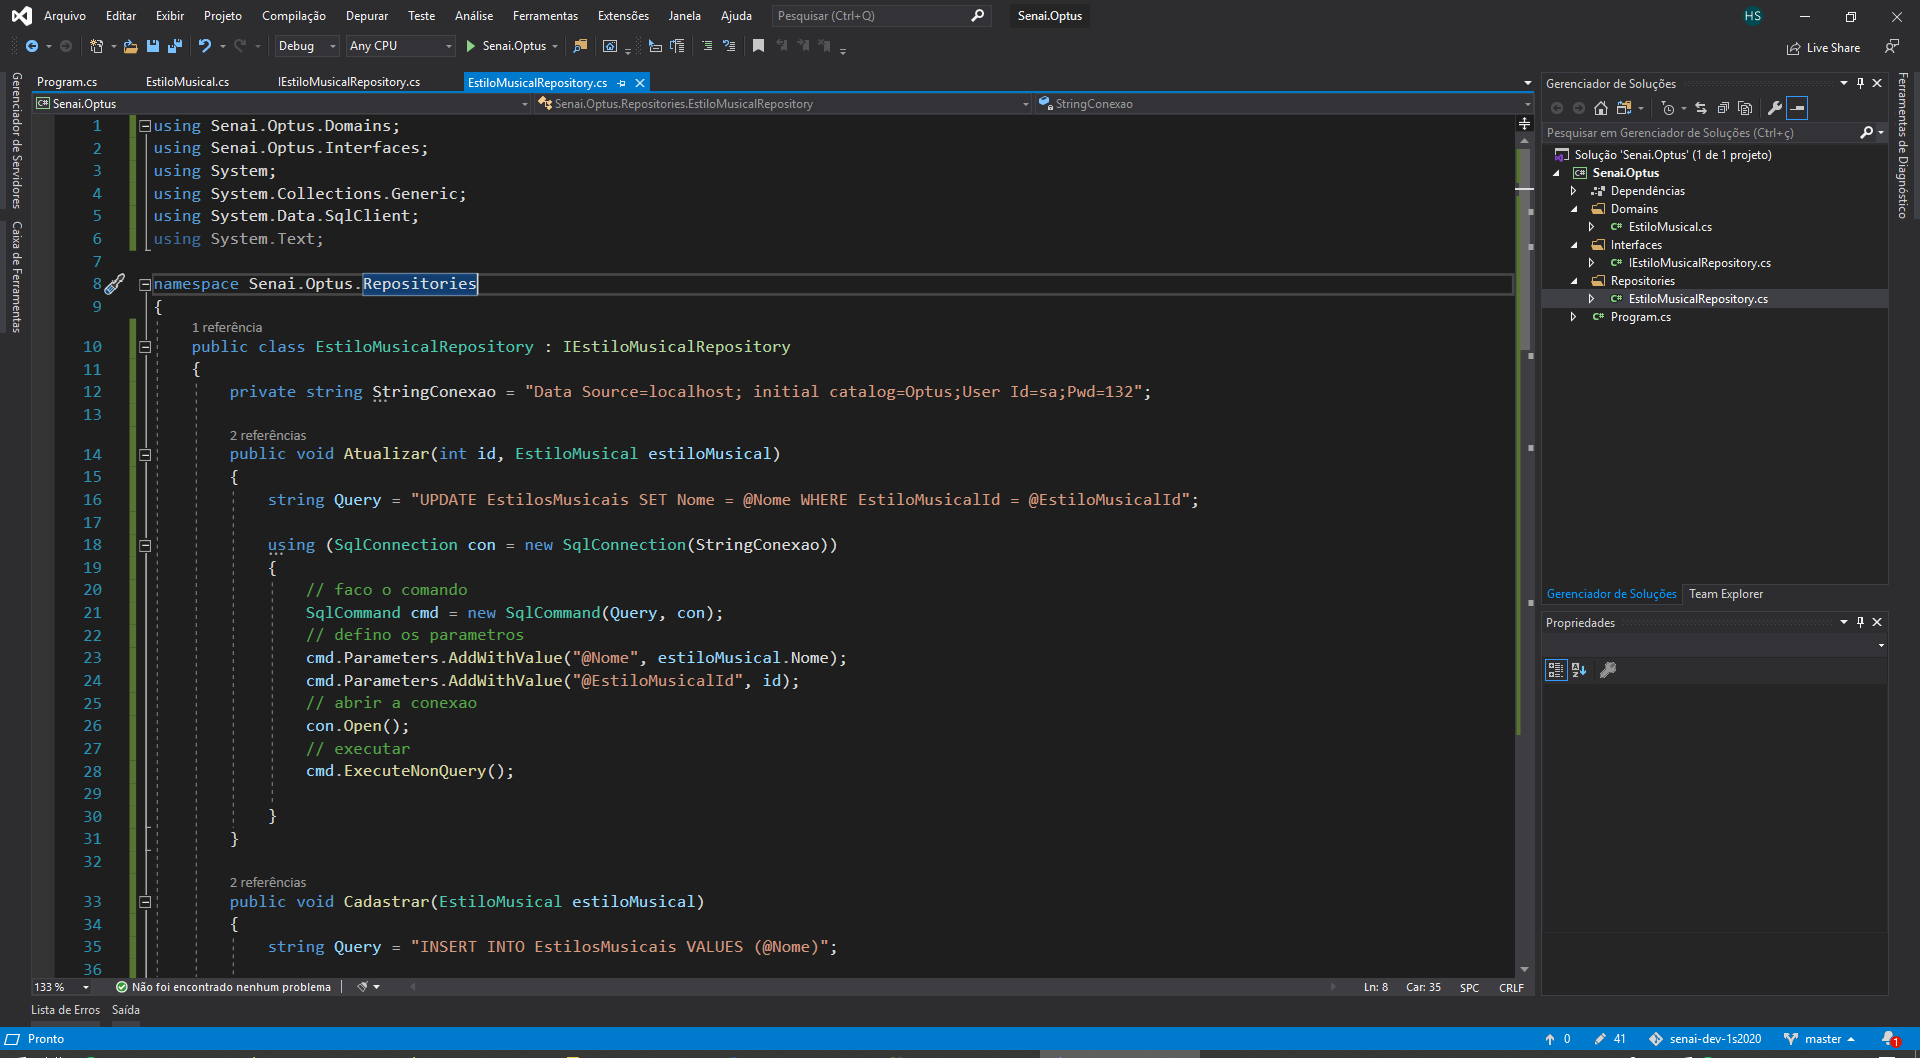 Arquivo Editar Exibir Projeto Compilação Depurar Teste Análise Ferramentas Extensões Janela Ajuda Pesquisar (Ctrl+Q) Senai.Optus HS
Debug Any CPU Senai.Optus Live Share
Program.cs EstiloMusical.cs IEstiloMusicalRepository.cs EstiloMusicalRepository.cs
Senai.Optus Senai.Optus.Repositories.EstiloMusicalRepository StringConexao
Gerenciador de Servidores
Caixa de Ferramentas
1 using Senai.Optus.Domains;
2 using Senai.Optus.Interfaces;
3 using System;
4 using System.Collections.Generic;
5 using System.Data.SqlClient;
6 using System.Text;
7
8 namespace Senai.Optus.Repositories
9 {
1 referência
10 public class EstiloMusicalRepository : IEstiloMusicalRepository
11 {
12 private string StringConexao = "Data Source=localhost; initial catalog=Optus;User Id=sa;Pwd=132";
13
2 referências
14 public void Atualizar(int id, EstiloMusical estiloMusical)
15 {
16 string Query = "UPDATE EstilosMusicais SET Nome = @Nome WHERE EstiloMusicalId = @EstiloMusicalId";
17
18 using (SqlConnection con = new SqlConnection(StringConexao))
19 {
20 // faco o comando
21 SqlCommand cmd = new SqlCommand(Query, con);
22 // defino os parametros
23 cmd.Parameters.AddWithValue("@Nome", estiloMusical.Nome);
24 cmd.Parameters.AddWithValue("@EstiloMusicalId", id);
25 // abrir a conexao
26 con.Open();
27 // executar
28 cmd.ExecuteNonQuery();
29
30 }
31 }
32
2 referências
33 public void Cadastrar(EstiloMusical estiloMusical)
34 {
35 string Query = "INSERT INTO EstilosMusicais VALUES (@Nome)";
36
133 % Não foi encontrado nenhum problema Ln: 8 Car: 35 SPC CRLF
Lista de Erros Saída
Gerenciador de Soluções
Pesquisar em Gerenciador de Soluções (Ctrl+ç)
Solução 'Senai.Optus' (1 de 1 projeto)
Senai.Optus
Dependências
Domains
EstiloMusical.cs
Interfaces
IEstiloMusicalRepository.cs
Repositories
EstiloMusicalRepository.cs
Program.cs
Gerenciador de Soluções Team Explorer
Propriedades
Ferramentas de Diagnóstico
Pronto 0 41 senai-dev-1s2020 master 1